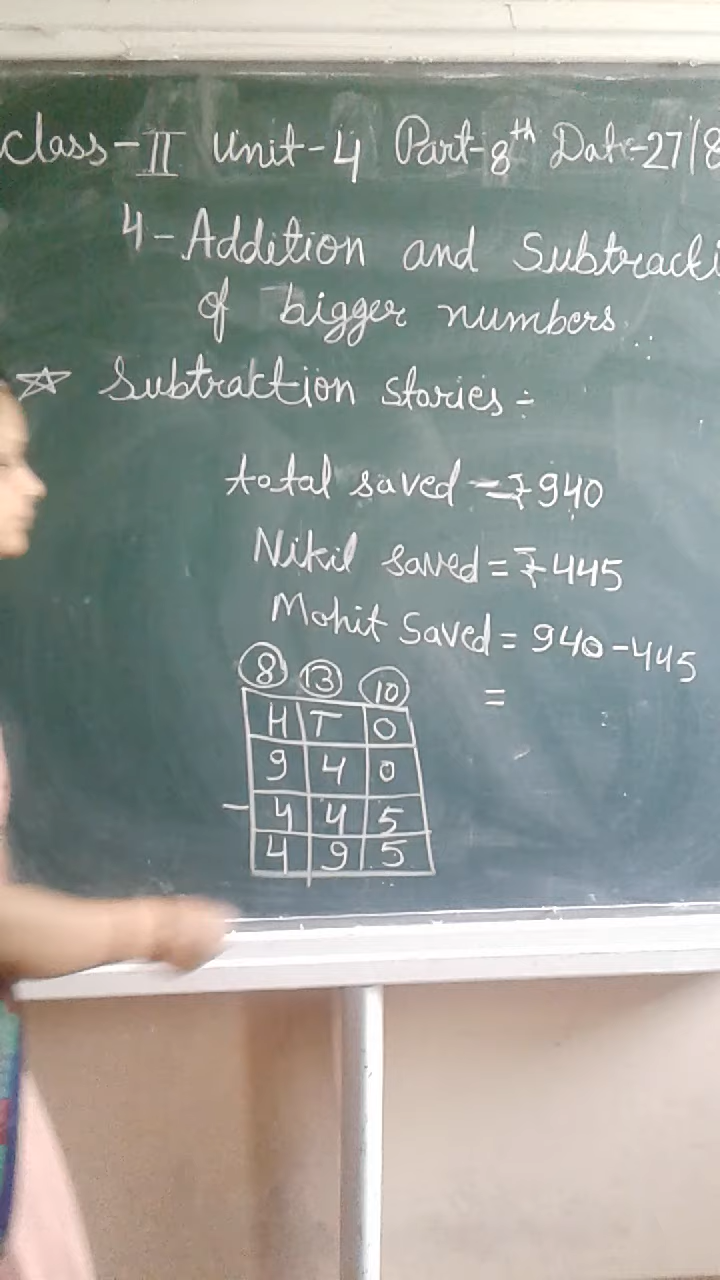 class-II Unit-4 Part-8th Date-27/8
4-Addition and Subtracti
of bigger numbers
☆ Subtraction stories:-
total saved = ₹940
Nikil saved = ₹445
Mohit Saved = 940-445
=
8 13 10
H T O
9 4 0
- 4 4 5
4 9 5